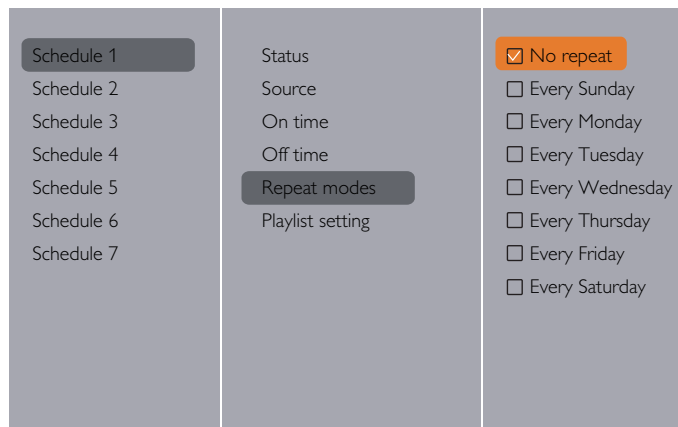 Schedule 1
Schedule 2
Schedule 3
Schedule 4
Schedule 5
Schedule 6
Schedule 7
Status
Source
On time
Off time
Repeat modes
Playlist setting
No repeat
Every Sunday
Every Monday
Every Tuesday
Every Wednesday
Every Thursday
Every Friday
Every Saturday